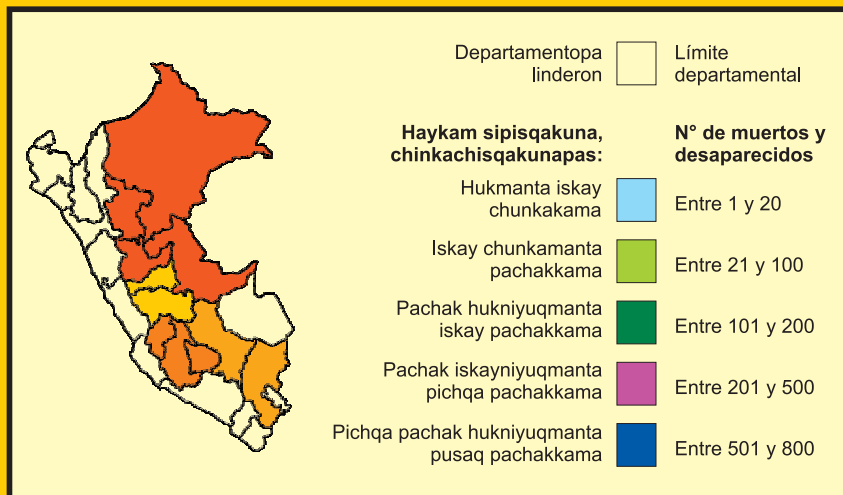 Departamentopa
linderon
Límite
departamental
Haykam sipisqakuna,
chinkachisqakunapas:
N° de muertos y
desaparecidos
Hukmanta iskay
chunkakama
Entre 1 y 20
Iskay chunkamanta
pachakkama
Entre 21 y 100
Pachak hukniyuqmanta
iskay pachakkama
Entre 101 y 200
Pachak iskayniyuqmanta
pichqa pachakkama
Entre 201 y 500
Pichqa pachak hukniyuqmanta
pusaq pachakkama
Entre 501 y 800